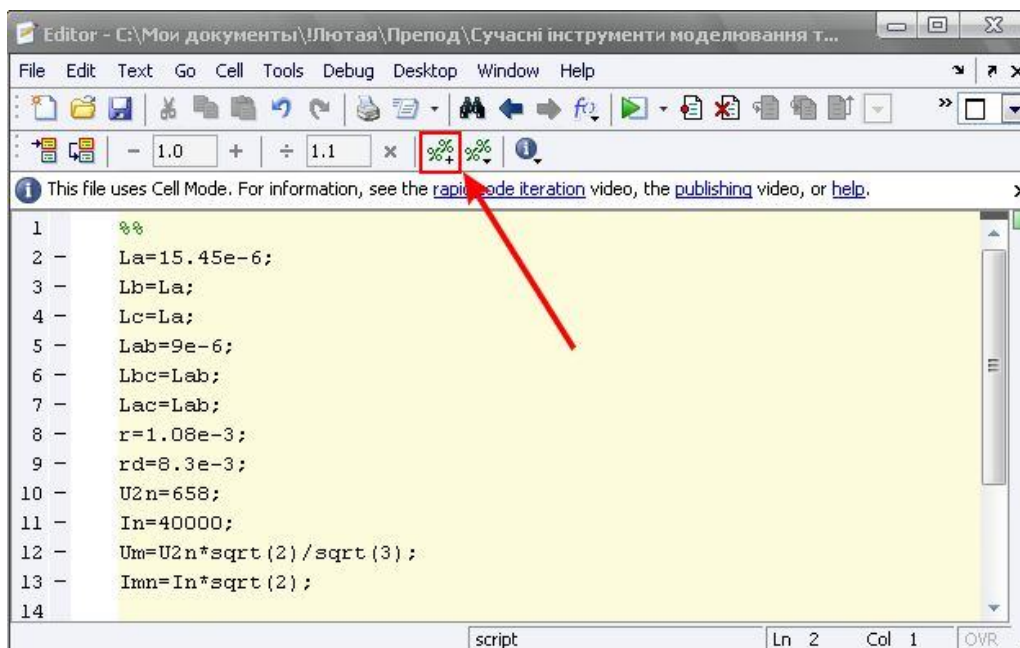 Editor - C:\Мои документы\!Лютая\Препод\Сучасні інструменти моделювання т...
File Edit Text Go Cell Tools Debug Desktop Window Help
− 1.0 + ÷ 1.1 ×
This file uses Cell Mode. For information, see the rapid code iteration video, the publishing video, or help.
1 %%
2 − La=15.45e-6;
3 − Lb=La;
4 − Lc=La;
5 − Lab=9e-6;
6 − Lbc=Lab;
7 − Lac=Lab;
8 − r=1.08e-3;
9 − rd=8.3e-3;
10 − U2n=658;
11 − In=40000;
12 − Um=U2n*sqrt(2)/sqrt(3);
13 − Imn=In*sqrt(2);
14
script Ln 2 Col 1 OVR